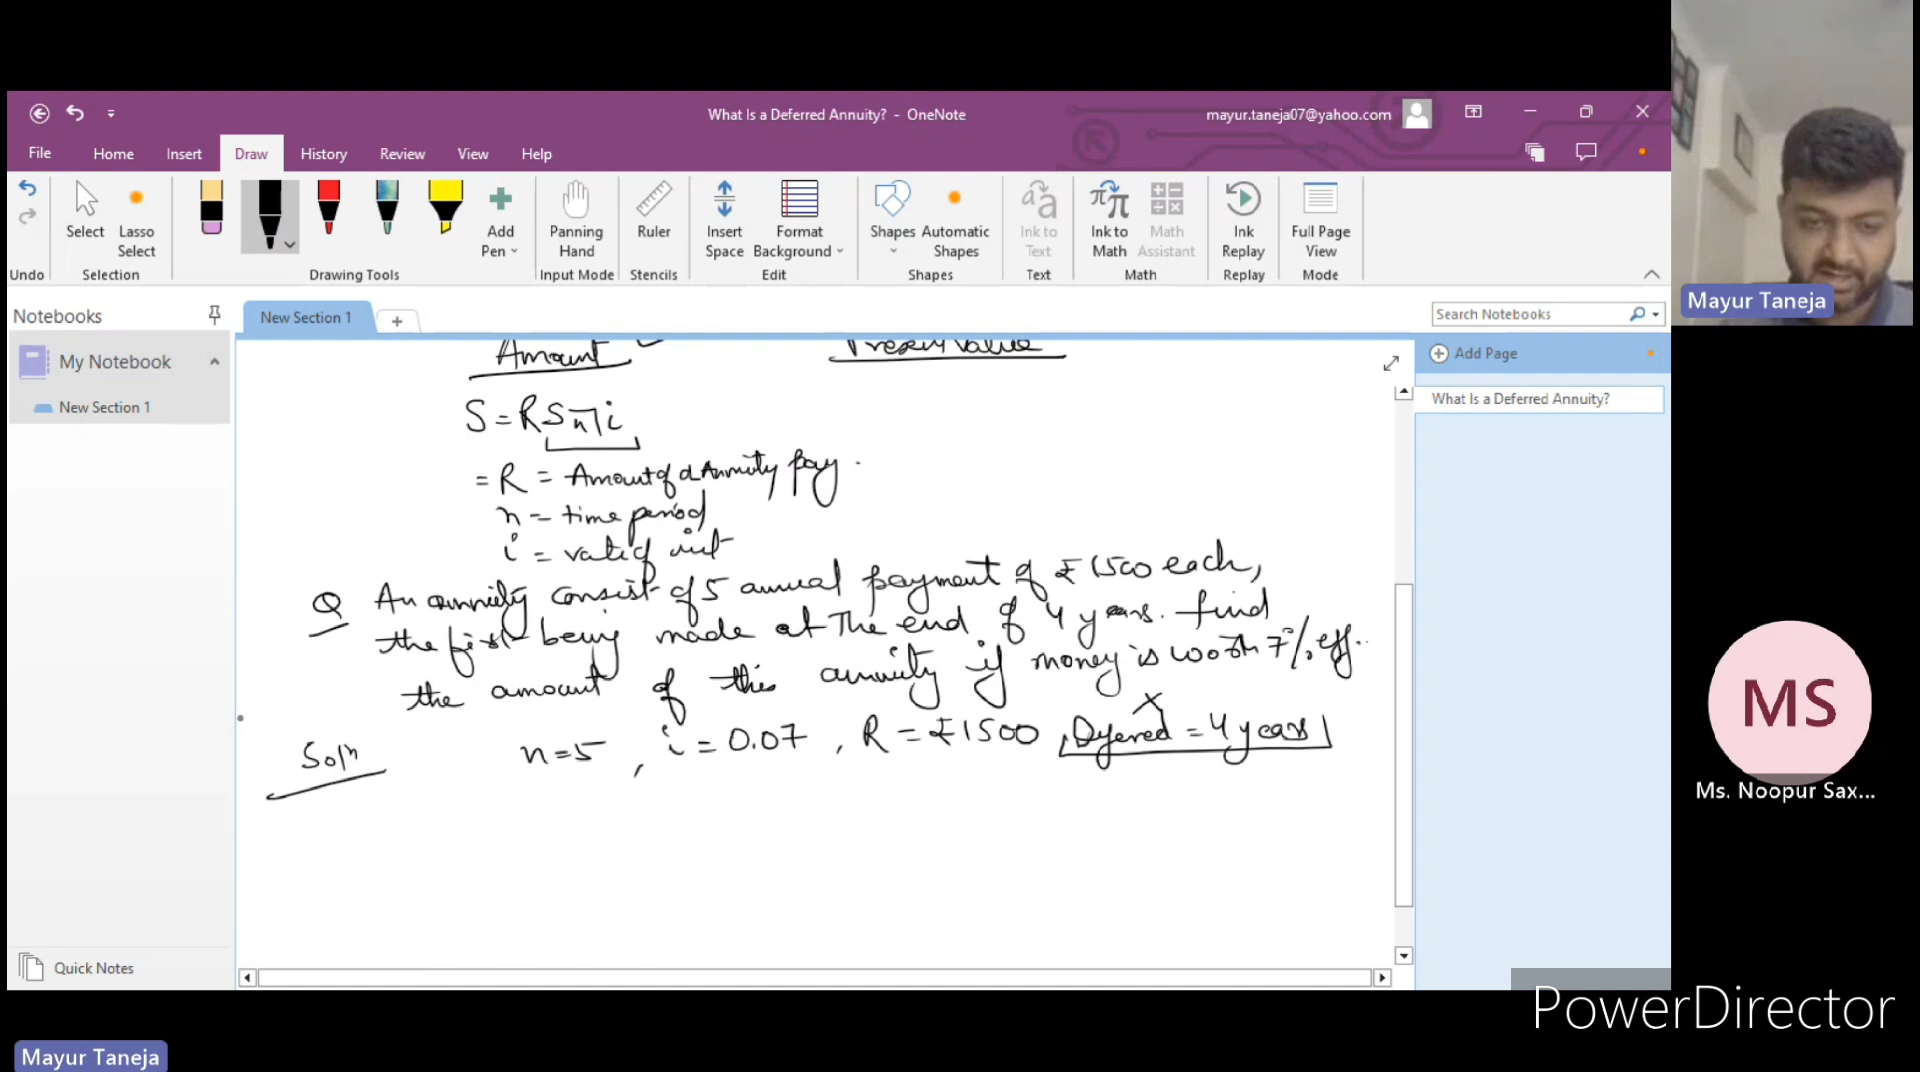 What Is a Deferred Annuity? - OneNote
mayur.taneja07@yahoo.com
File Home Insert Draw History Review View Help
Undo
Select
Lasso Select
Selection
Drawing Tools
Add Pen
Panning Hand
Input Mode
Ruler
Stencils
Insert Space
Format Background
Edit
Shapes
Automatic Shapes
Shapes
Ink to Text
Text
Ink to Math
Math Assistant
Math
Ink Replay
Replay
Full Page View
Mode
Mayur Taneja
Notebooks
New Section 1
Search Notebooks
My Notebook
New Section 1
Add Page
What Is a Deferred Annuity?
Amount Present Value
S = R S n i
= R = Amount of Annuity pay.
n = time period
i =
Q An annuity consist of 5 annual payment of ₹1500 each,
the first being made at the end of 4 years. find
the amount of this annuity if money is worth 7% eff.
Soln n=5, i = 0.07, R = ₹1500 = 4 years
MS
Ms. Noopur Sax...
Quick Notes
PowerDirector
Mayur Taneja